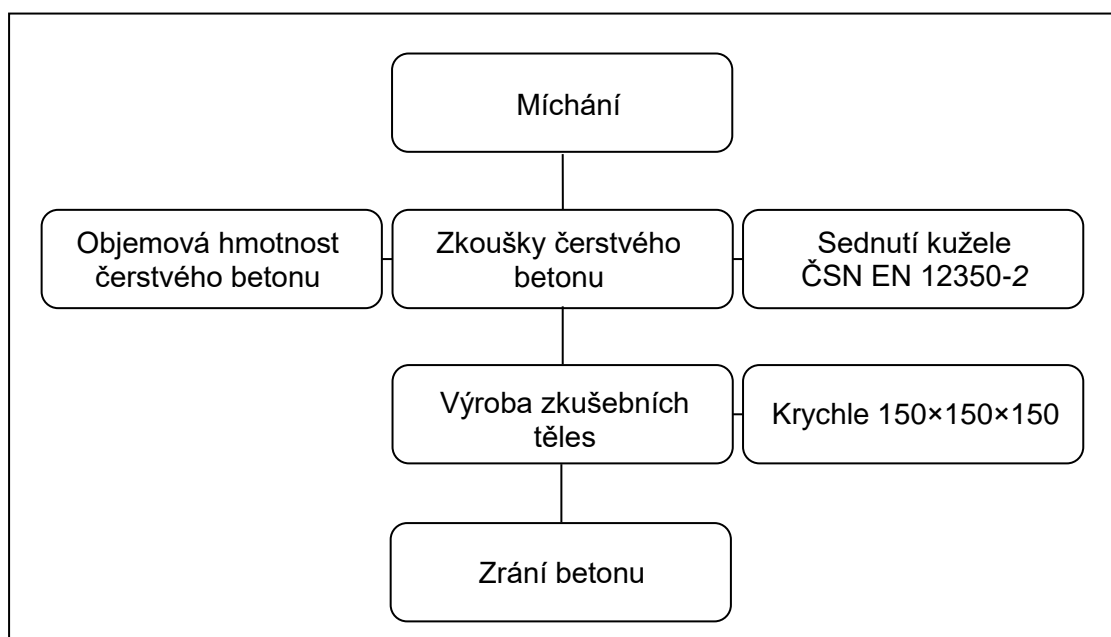 Míchání
Objemová hmotnost
čerstvého betonu
Zkoušky čerstvého
betonu
Sednutí kužele
ČSN EN 12350-2
Výroba zkušebních
těles
Krychle 150×150×150
Zrání betonu